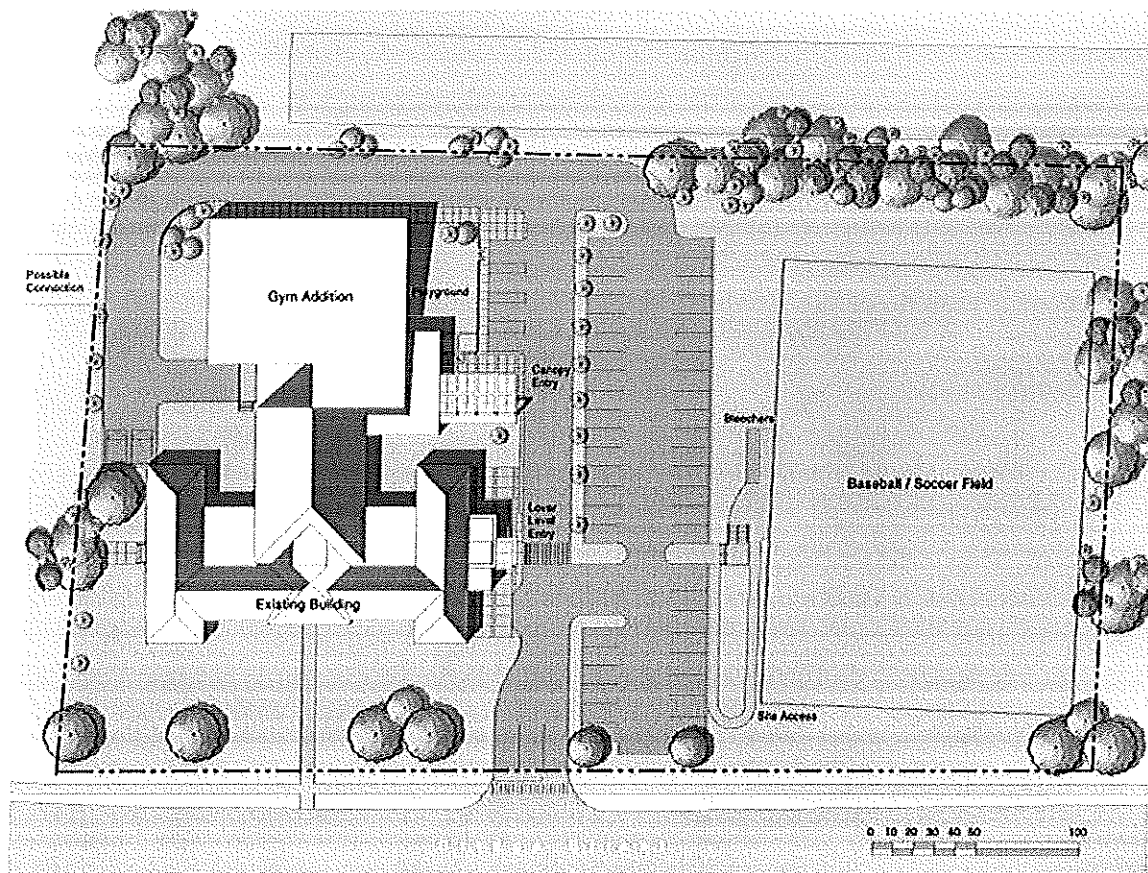 Possible
Connection
Gym Addition
Playground
Canopy
Entry
Bleachers
Baseball / Soccer Field
Lower
Level
Entry
Existing Building
Site Access
0 10 20 30 40 50 100